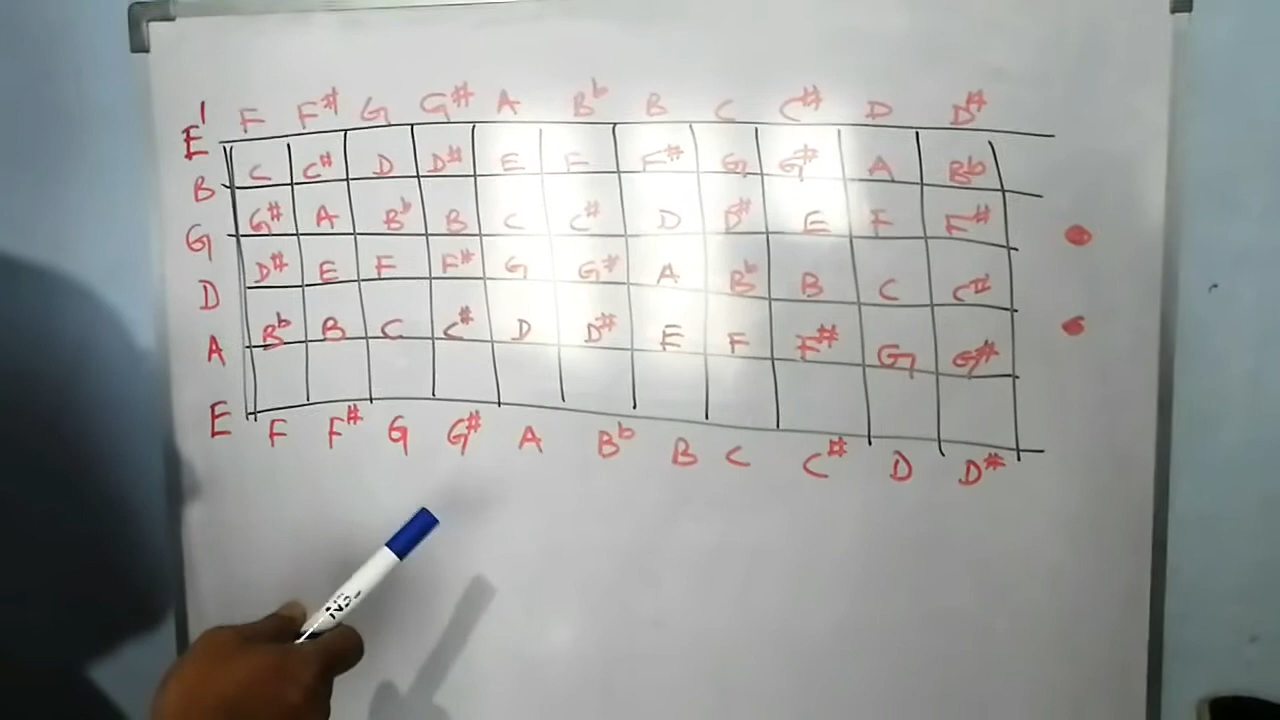 E' F F# G G# A Bb B C C# D D#
B C C# D D# E F F# G G# A Bb
G G# A Bb B C C# D D# E F F#
D D# E F F# G G# A Bb B C C#
A Bb B C C# D D# E F F# G G#
E F F# G G# A Bb B C C# D D#